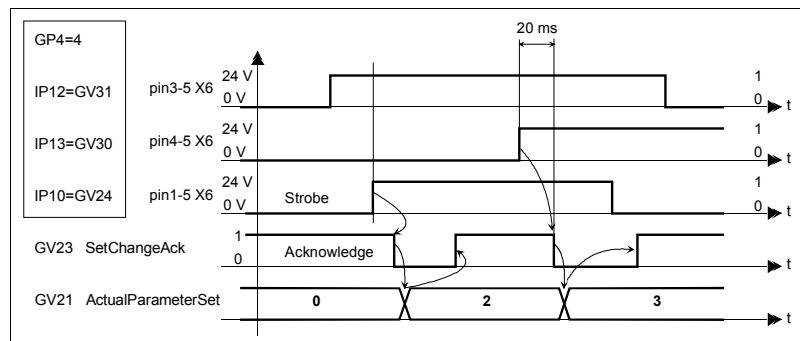 20 ms
GP4=4
IP12=GV31 pin3-5 X6 24 V 0 V 1 0 t
IP13=GV30 pin4-5 X6 24 V 0 V 1 0 t
IP10=GV24 pin1-5 X6 24 V 0 V Strobe 1 0 t
GV23 SetChangeAck 1 0 Acknowledge t
GV21 ActualParameterSet 0 2 3 t